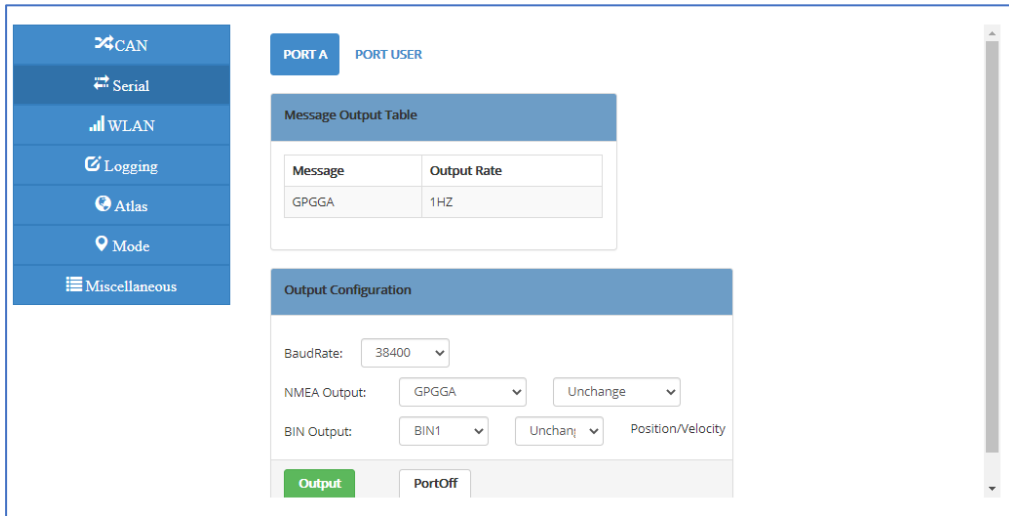 CAN
Serial
WLAN
Logging
Atlas
Mode
Miscellaneous
PORT A PORT USER
Message Output Table
Message Output Rate
GPGGA 1HZ
Output Configuration
BaudRate: 38400
NMEA Output: GPGGA Unchange
BIN Output: BIN1 Unchang Position/Velocity
Output PortOff